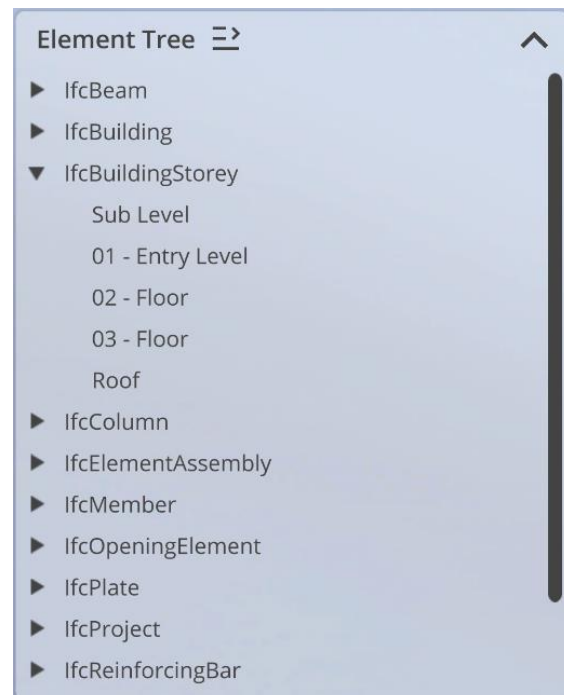 Element Tree
IfcBeam
IfcBuilding
IfcBuildingStorey
Sub Level
01 - Entry Level
02 - Floor
03 - Floor
Roof
IfcColumn
IfcElementAssembly
IfcMember
IfcOpeningElement
IfcPlate
IfcProject
IfcReinforcingBar